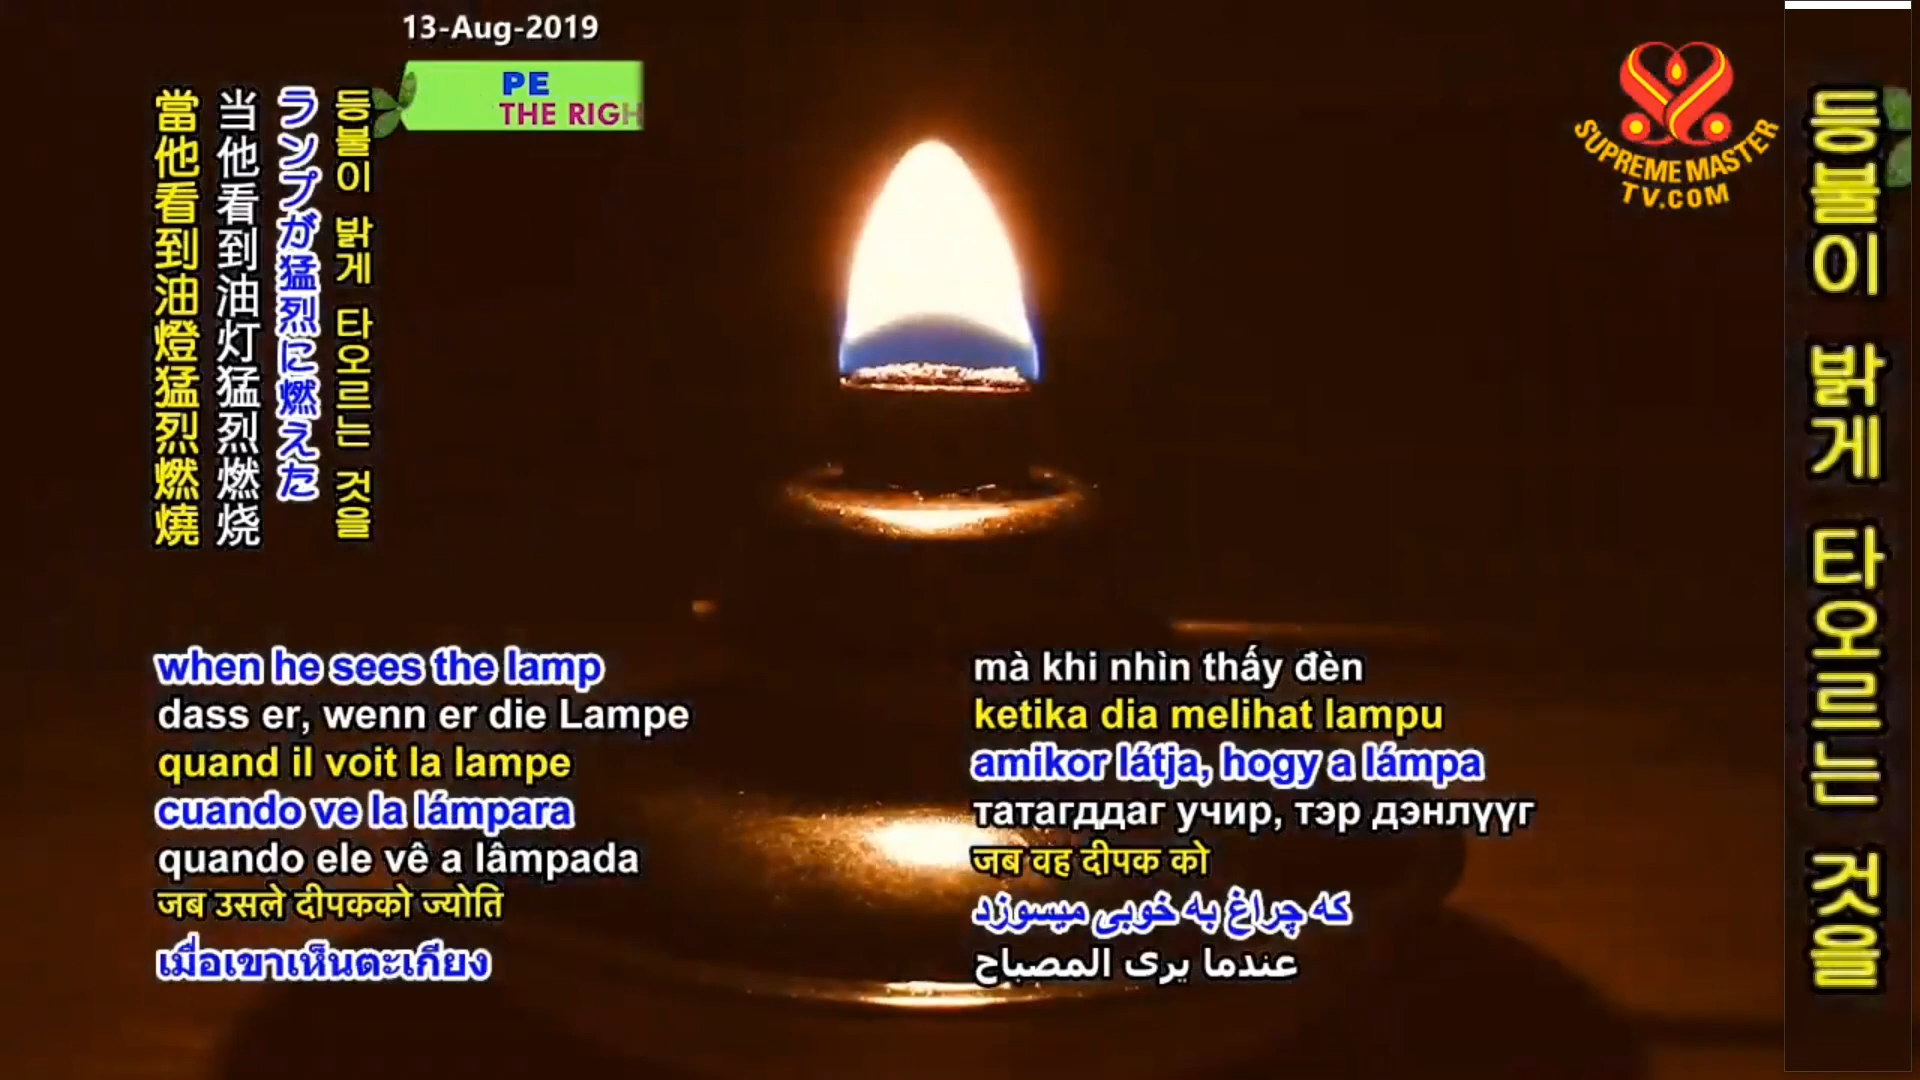 13-Aug-2019
PE
THE RIGH
SUPREME MASTER
TV.COM
當他看到油燈猛烈燃燒
当他看到油灯猛烈燃烧
ランプが猛烈に燃えた
등불이 밝게 타오르는 것을
when he sees the lamp
dass er, wenn er die Lampe
quand il voit la lampe
cuando ve la lámpara
quando ele vê a lâmpada
जब उसले दीपकको ज्योति
เมื่อเขาเห็นตะเกียง
mà khi nhìn thấy đèn
ketika dia melihat lampu
amikor látja, hogy a lámpa
татагддаг учир, тэр дэнлүүг
जब वह दीपक को
که چراغ به خوبی میسوزد
عندما يرى المصباح
등불이 밝게 타오르는 것을